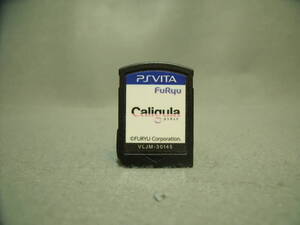 PSVITA
FuRyu
Caligula
©FURYU Corporation.
VLJM-30145